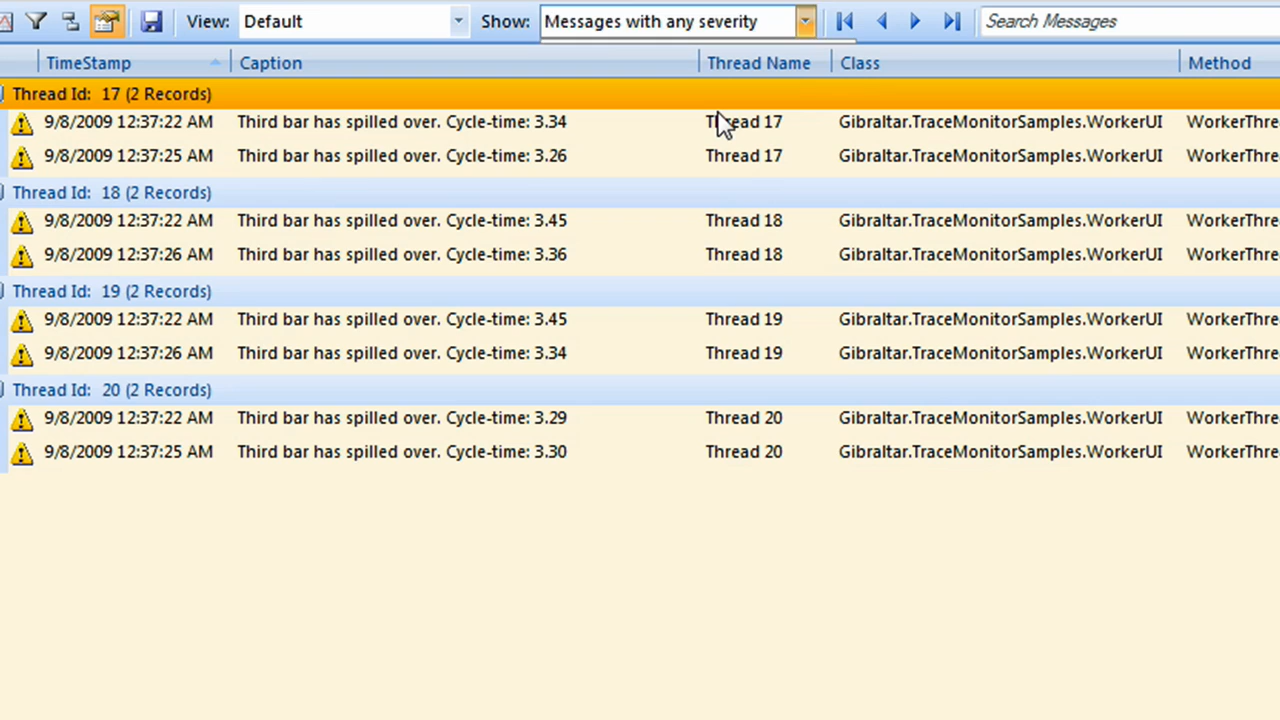 View: Default Show: Messages with any severity Search Messages
TimeStamp Caption Thread Name Class Method
Thread Id: 17 (2 Records)
9/8/2009 12:37:22 AM Third bar has spilled over. Cycle-time: 3.34 Thread 17 Gibraltar.TraceMonitorSamples.WorkerUI WorkerThre
9/8/2009 12:37:25 AM Third bar has spilled over. Cycle-time: 3.26 Thread 17 Gibraltar.TraceMonitorSamples.WorkerUI WorkerThre
Thread Id: 18 (2 Records)
9/8/2009 12:37:22 AM Third bar has spilled over. Cycle-time: 3.45 Thread 18 Gibraltar.TraceMonitorSamples.WorkerUI WorkerThre
9/8/2009 12:37:26 AM Third bar has spilled over. Cycle-time: 3.36 Thread 18 Gibraltar.TraceMonitorSamples.WorkerUI WorkerThre
Thread Id: 19 (2 Records)
9/8/2009 12:37:22 AM Third bar has spilled over. Cycle-time: 3.45 Thread 19 Gibraltar.TraceMonitorSamples.WorkerUI WorkerThre
9/8/2009 12:37:26 AM Third bar has spilled over. Cycle-time: 3.34 Thread 19 Gibraltar.TraceMonitorSamples.WorkerUI WorkerThre
Thread Id: 20 (2 Records)
9/8/2009 12:37:22 AM Third bar has spilled over. Cycle-time: 3.29 Thread 20 Gibraltar.TraceMonitorSamples.WorkerUI WorkerThre
9/8/2009 12:37:25 AM Third bar has spilled over. Cycle-time: 3.30 Thread 20 Gibraltar.TraceMonitorSamples.WorkerUI WorkerThre